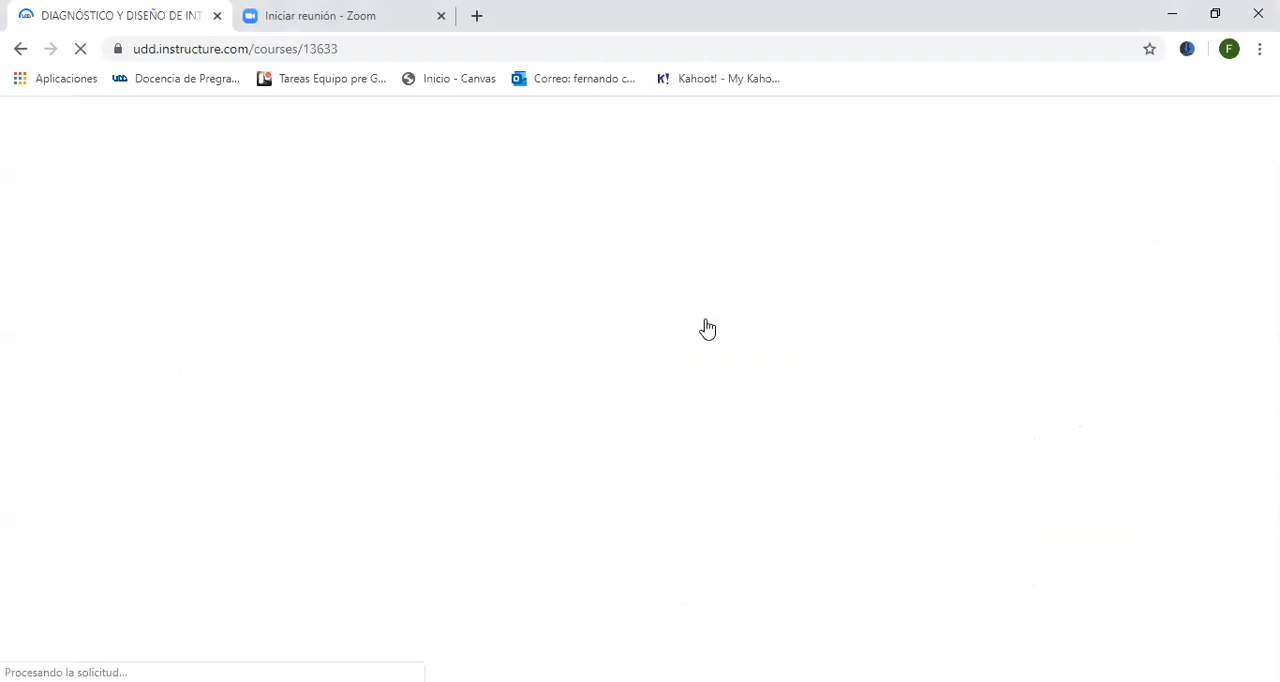 DIAGNÓSTICO Y DISEÑO DE INT
Iniciar reunión - Zoom
udd.instructure.com/courses/13633
F
Aplicaciones
UDD Docencia de Pregra...
Tareas Equipo pre G...
Inicio - Canvas
Correo: fernando c...
K! Kahoot! - My Kaho...
Procesando la solicitud...